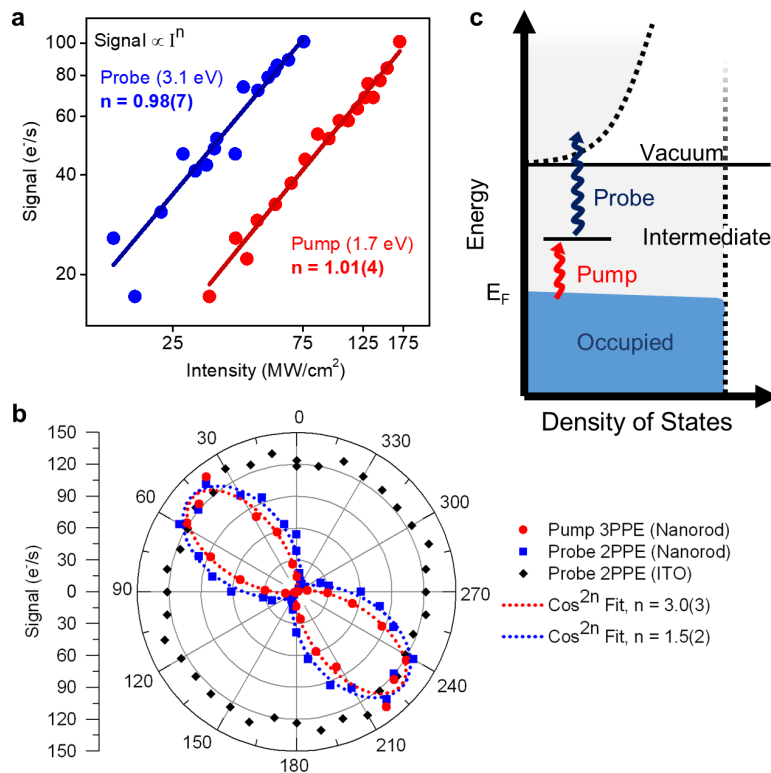 a
Signal ∝ Iⁿ
Probe (3.1 eV)
n = 0.98(7)
Pump (1.7 eV)
n = 1.01(4)
Signal (e⁻/s)
100
80
60
40
20
25
75
125
175
Intensity (MW/cm²)
c
Energy
Vacuum
Probe
Intermediate
Pump
E_F
Occupied
Density of States
b
Signal (e⁻/s)
150
120
90
60
30
0
30
60
90
120
150
0
30
60
90
120
150
180
210
240
270
300
330
Pump 3PPE (Nanorod)
Probe 2PPE (Nanorod)
Probe 2PPE (ITO)
Cos²ⁿ Fit, n = 3.0(3)
Cos²ⁿ Fit, n = 1.5(2)